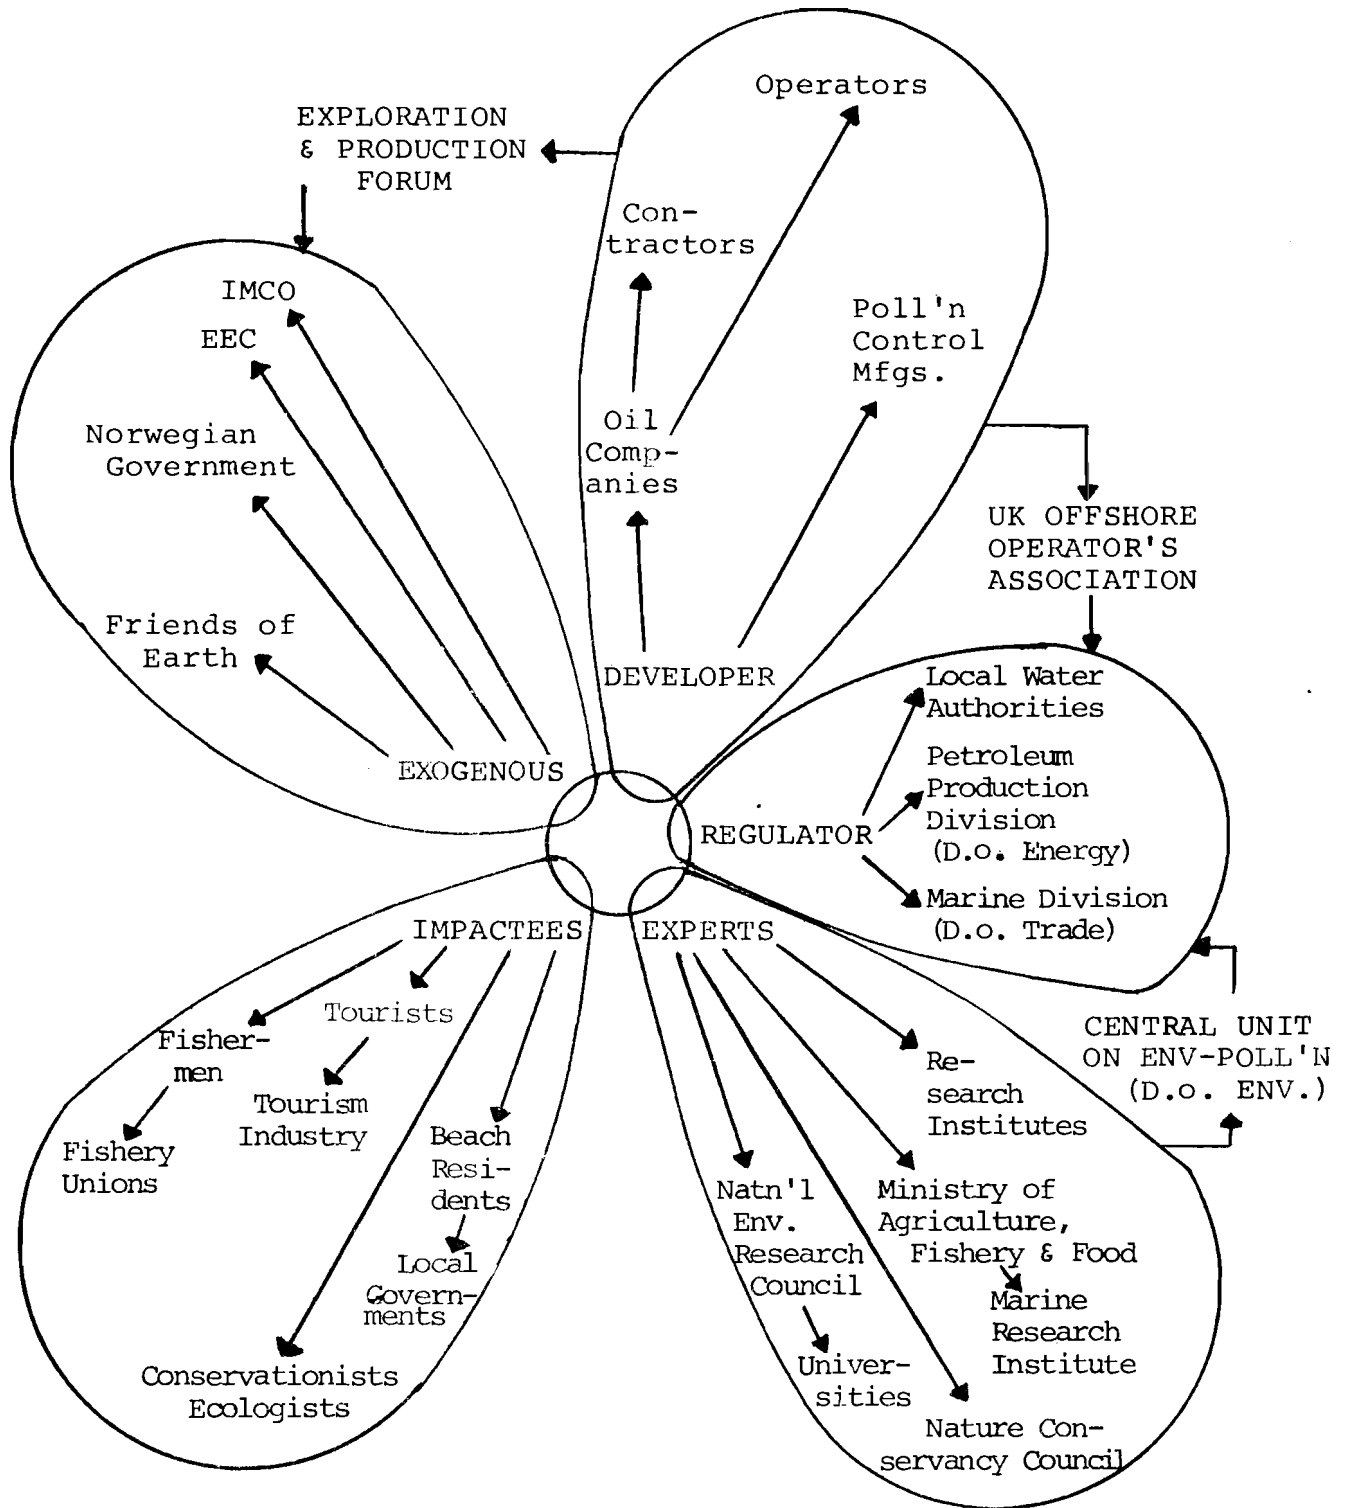 Operators
EXPLORATION
& PRODUCTION
FORUM
Con-
tractors
IMCO
EEC
Poll'n
Control
Mfgs.
Norwegian
Government
Oil
Comp-
anies
UK OFFSHORE
OPERATOR'S
ASSOCIATION
Friends of
Earth
DEVELOPER
EXOGENOUS
Local Water
Authorities
Petroleum
Production
Division
(D.o. Energy)
REGULATOR
Marine Division
(D.o. Trade)
IMPACTEES
Fisher-
men
Fishery
Unions
Tourists
Tourism
Industry
Beach
Resi-
dents
Local
Govern-
ments
Conservationists
Ecologists
EXPERTS
Re-
search
Institutes
Natn'l
Env.
Research
Council
Univer-
sities
Ministry of
Agriculture,
Fishery & Food
Marine
Research
Institute
Nature Con-
servancy Council
CENTRAL UNIT
ON ENV-POLL'N
(D.o. ENV.)